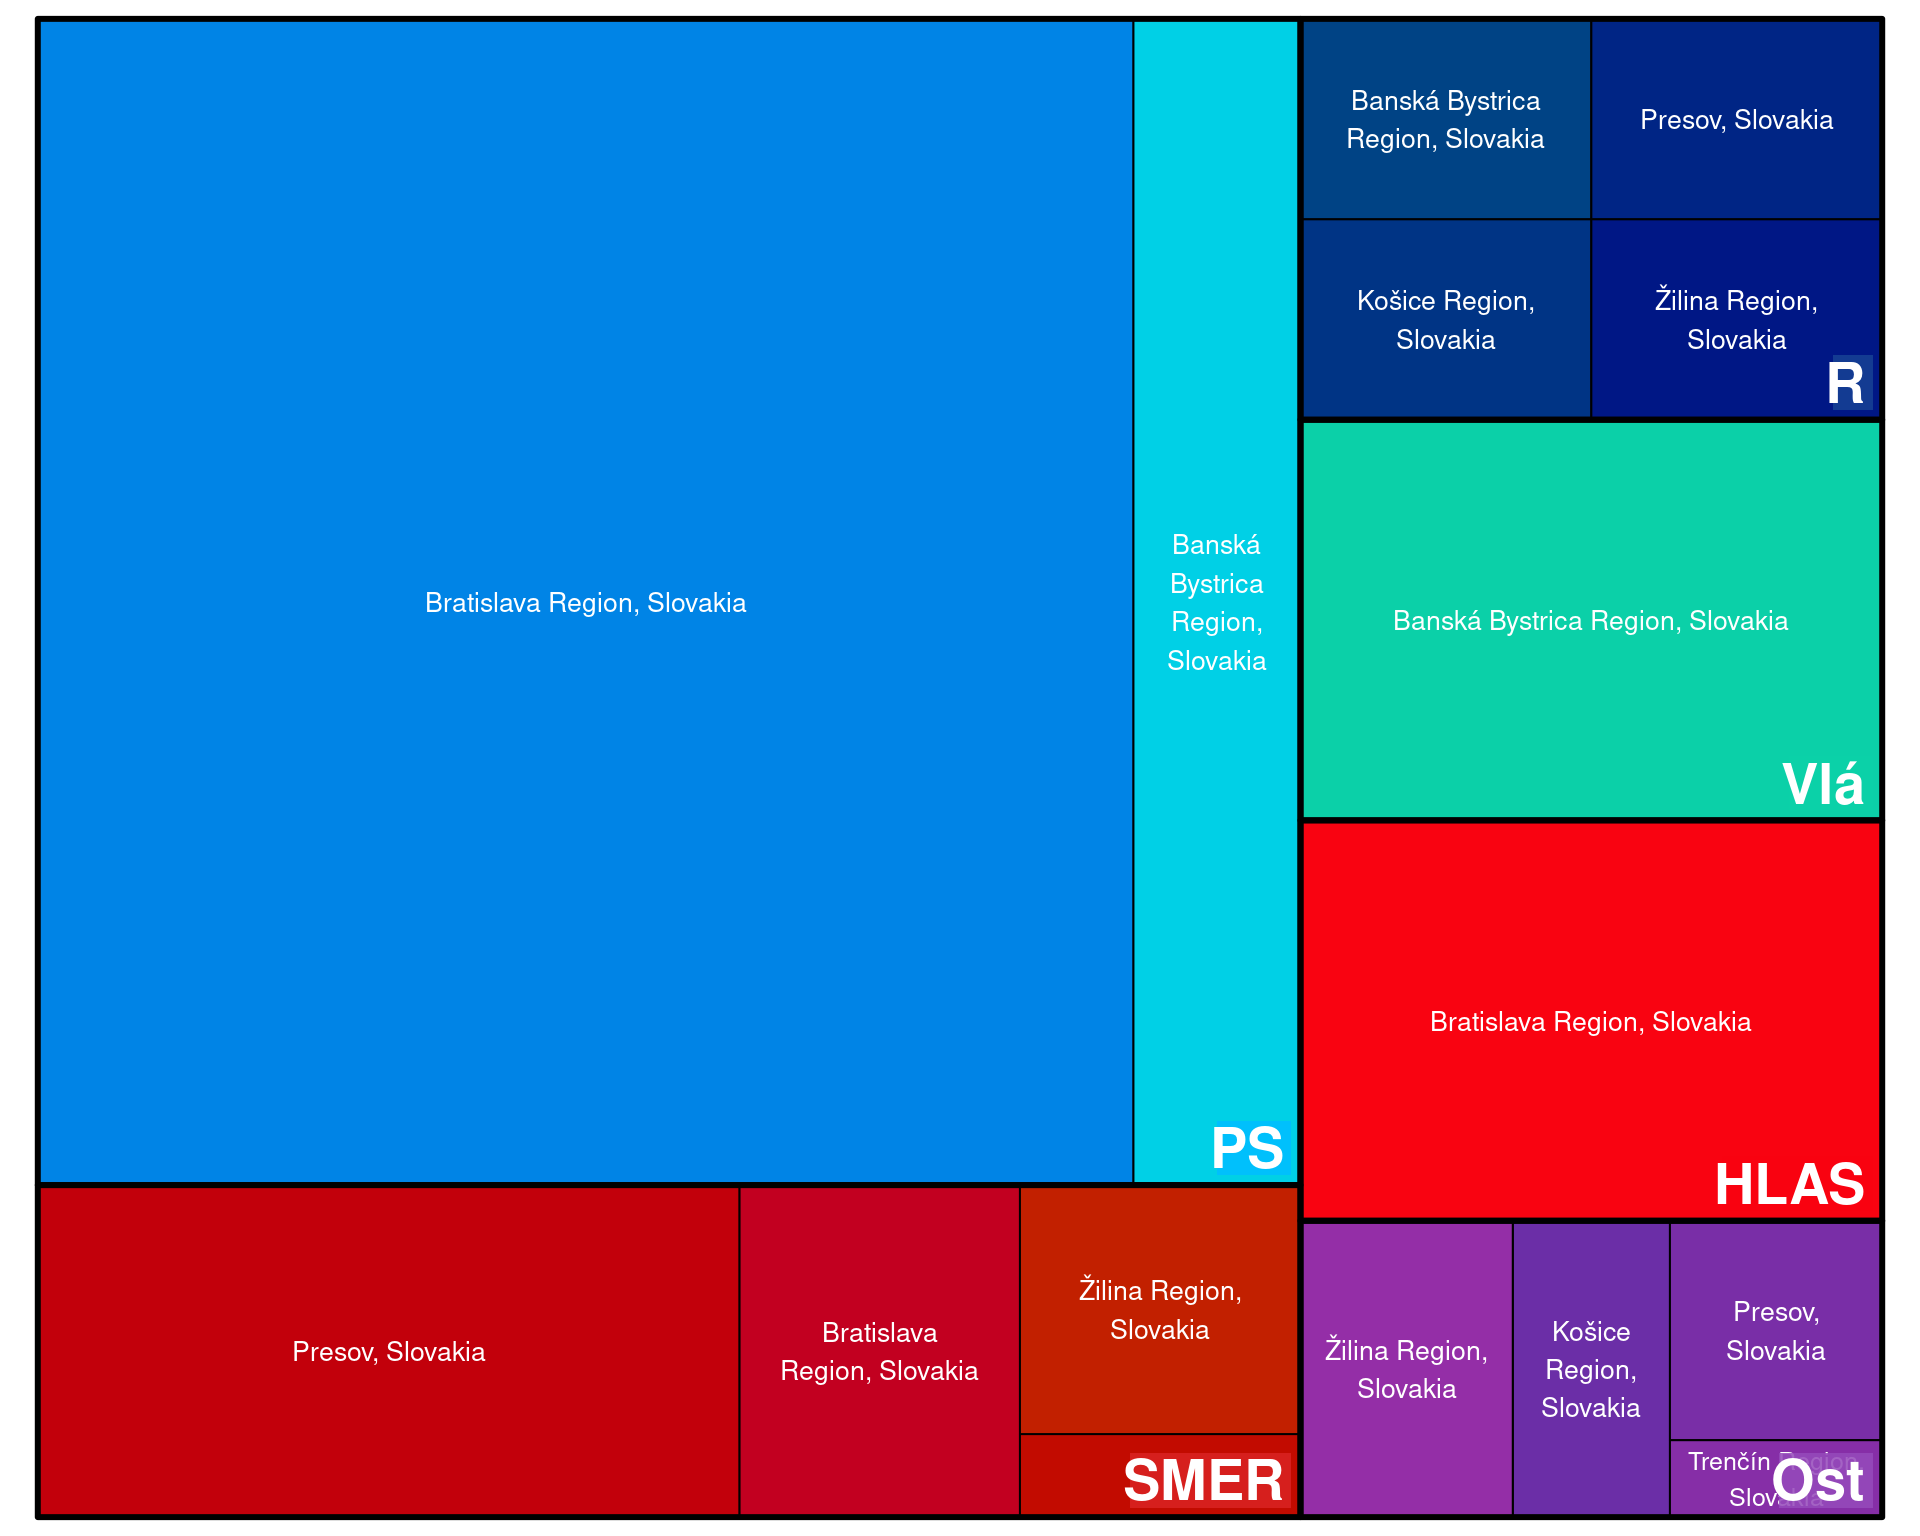 Bratislava Region, Slovakia
Banská
Bystrica
Region,
Slovakia
PS
Presov, Slovakia
Bratislava
Region, Slovakia
Žilina Region,
Slovakia
SMER
Banská Bystrica
Region, Slovakia
Presov, Slovakia
Košice Region,
Slovakia
Žilina Region,
Slovakia
R
Banská Bystrica Region, Slovakia
Vlá
Bratislava Region, Slovakia
HLAS
Žilina Region,
Slovakia
Košice
Region,
Slovakia
Presov,
Slovakia
Trenčín Region,
Slovakia
Ost